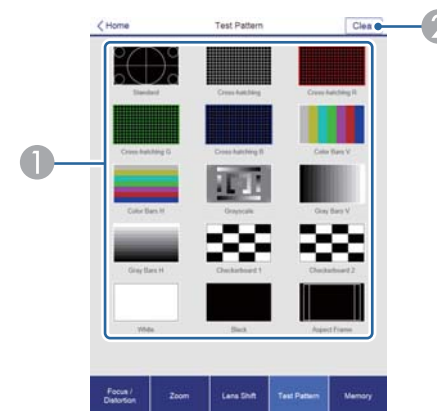 Home Test Pattern Clea 2
Standard Cross-hatching Cross-hatching R
1
Cross-hatching G Cross-hatching B Color Bars V
Color Bars H Grayscale Gray Bars V
Gray Bars H Checkerboard 1 Checkerboard 2
White Black Aspect Frame
Focus / Distortion Zoom Lens Shift Test Pattern Memory